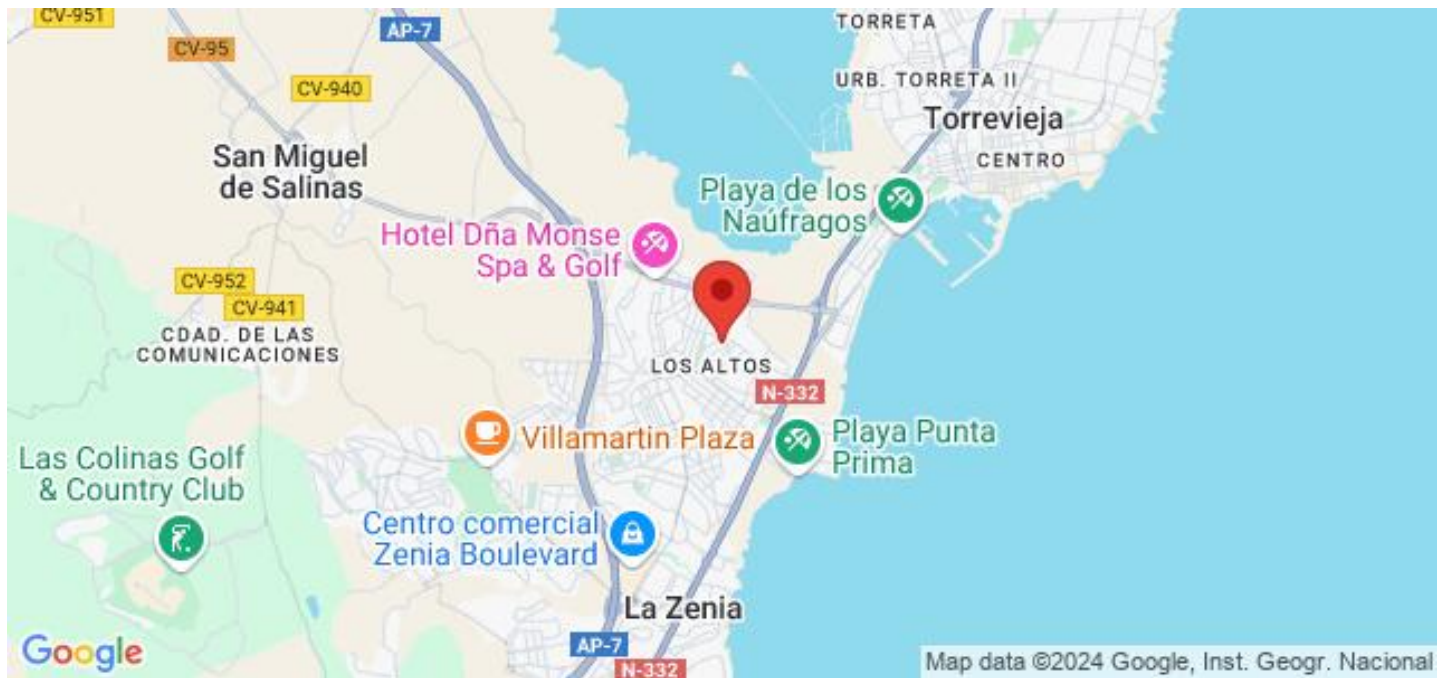 CV-951
AP-7
TORRETA
CV-95
URB. TORRETA II
CV-940
Torrevieja
San Miguel
de Salinas
CENTRO
Playa de los
Naúfragos
Hotel Dña Monse
Spa & Golf
CV-952
CV-941
CDAD. DE LAS
COMUNICACIONES
LOS ALTOS
N-332
Villamartin Plaza
Playa Punta
Prima
Las Colinas Golf
& Country Club
Centro comercial
Zenia Boulevard
La Zenia
AP-7
N-332
Google
Map data ©2024 Google, Inst. Geogr. Nacional